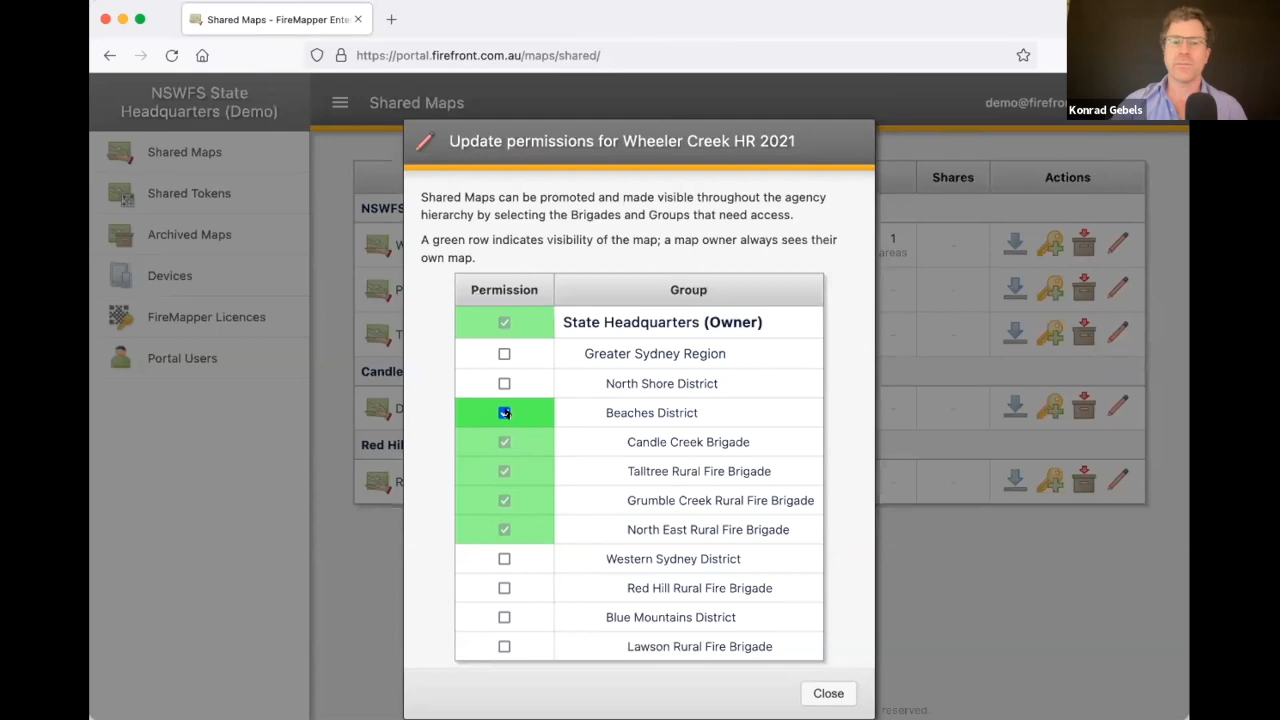 Shared Maps - FireMapper Ente
https://portal.firefront.com.au/maps/shared/
Konrad Gebels
NSWFS State
Headquarters (Demo)
Shared Maps
demo@firefro
Shared Maps
Shared Tokens
Archived Maps
Devices
FireMapper Licences
Portal Users
Shares
Actions
NSWFS
W
1
areas
-
P
-
T
-
Candle
D
-
Red Hil
R
-
Update permissions for Wheeler Creek HR 2021
Shared Maps can be promoted and made visible throughout the agency
hierarchy by selecting the Brigades and Groups that need access.
A green row indicates visibility of the map; a map owner always sees their
own map.
Permission
Group
State Headquarters (Owner)
Greater Sydney Region
North Shore District
Beaches District
Candle Creek Brigade
Talltree Rural Fire Brigade
Grumble Creek Rural Fire Brigade
North East Rural Fire Brigade
Western Sydney District
Red Hill Rural Fire Brigade
Blue Mountains District
Lawson Rural Fire Brigade
Close
reserved.